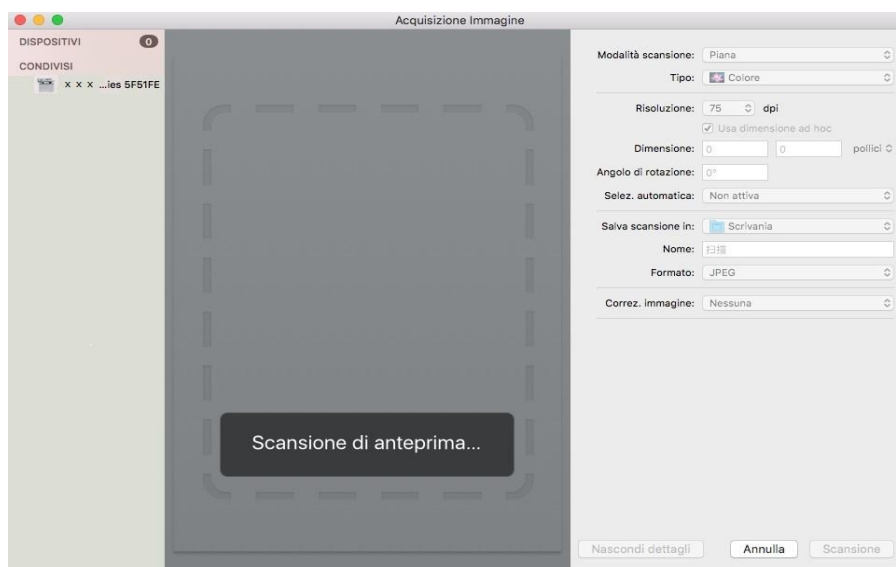 Acquisizione Immagine
DISPOSITIVI 0
CONDIVISI
x x x ...ies 5F51FE
Scansione di anteprima...
Modalità scansione: Piana
Tipo: Colore
Risoluzione: 75 dpi
Usa dimensione ad hoc
Dimensione: 0 0 pollici
Angolo di rotazione: 0°
Selez. automatica: Non attiva
Salva scansione in: Scrivania
Nome: 扫描
Formato: JPEG
Correz. immagine: Nessuna
Nascondi dettagli Annulla Scansione